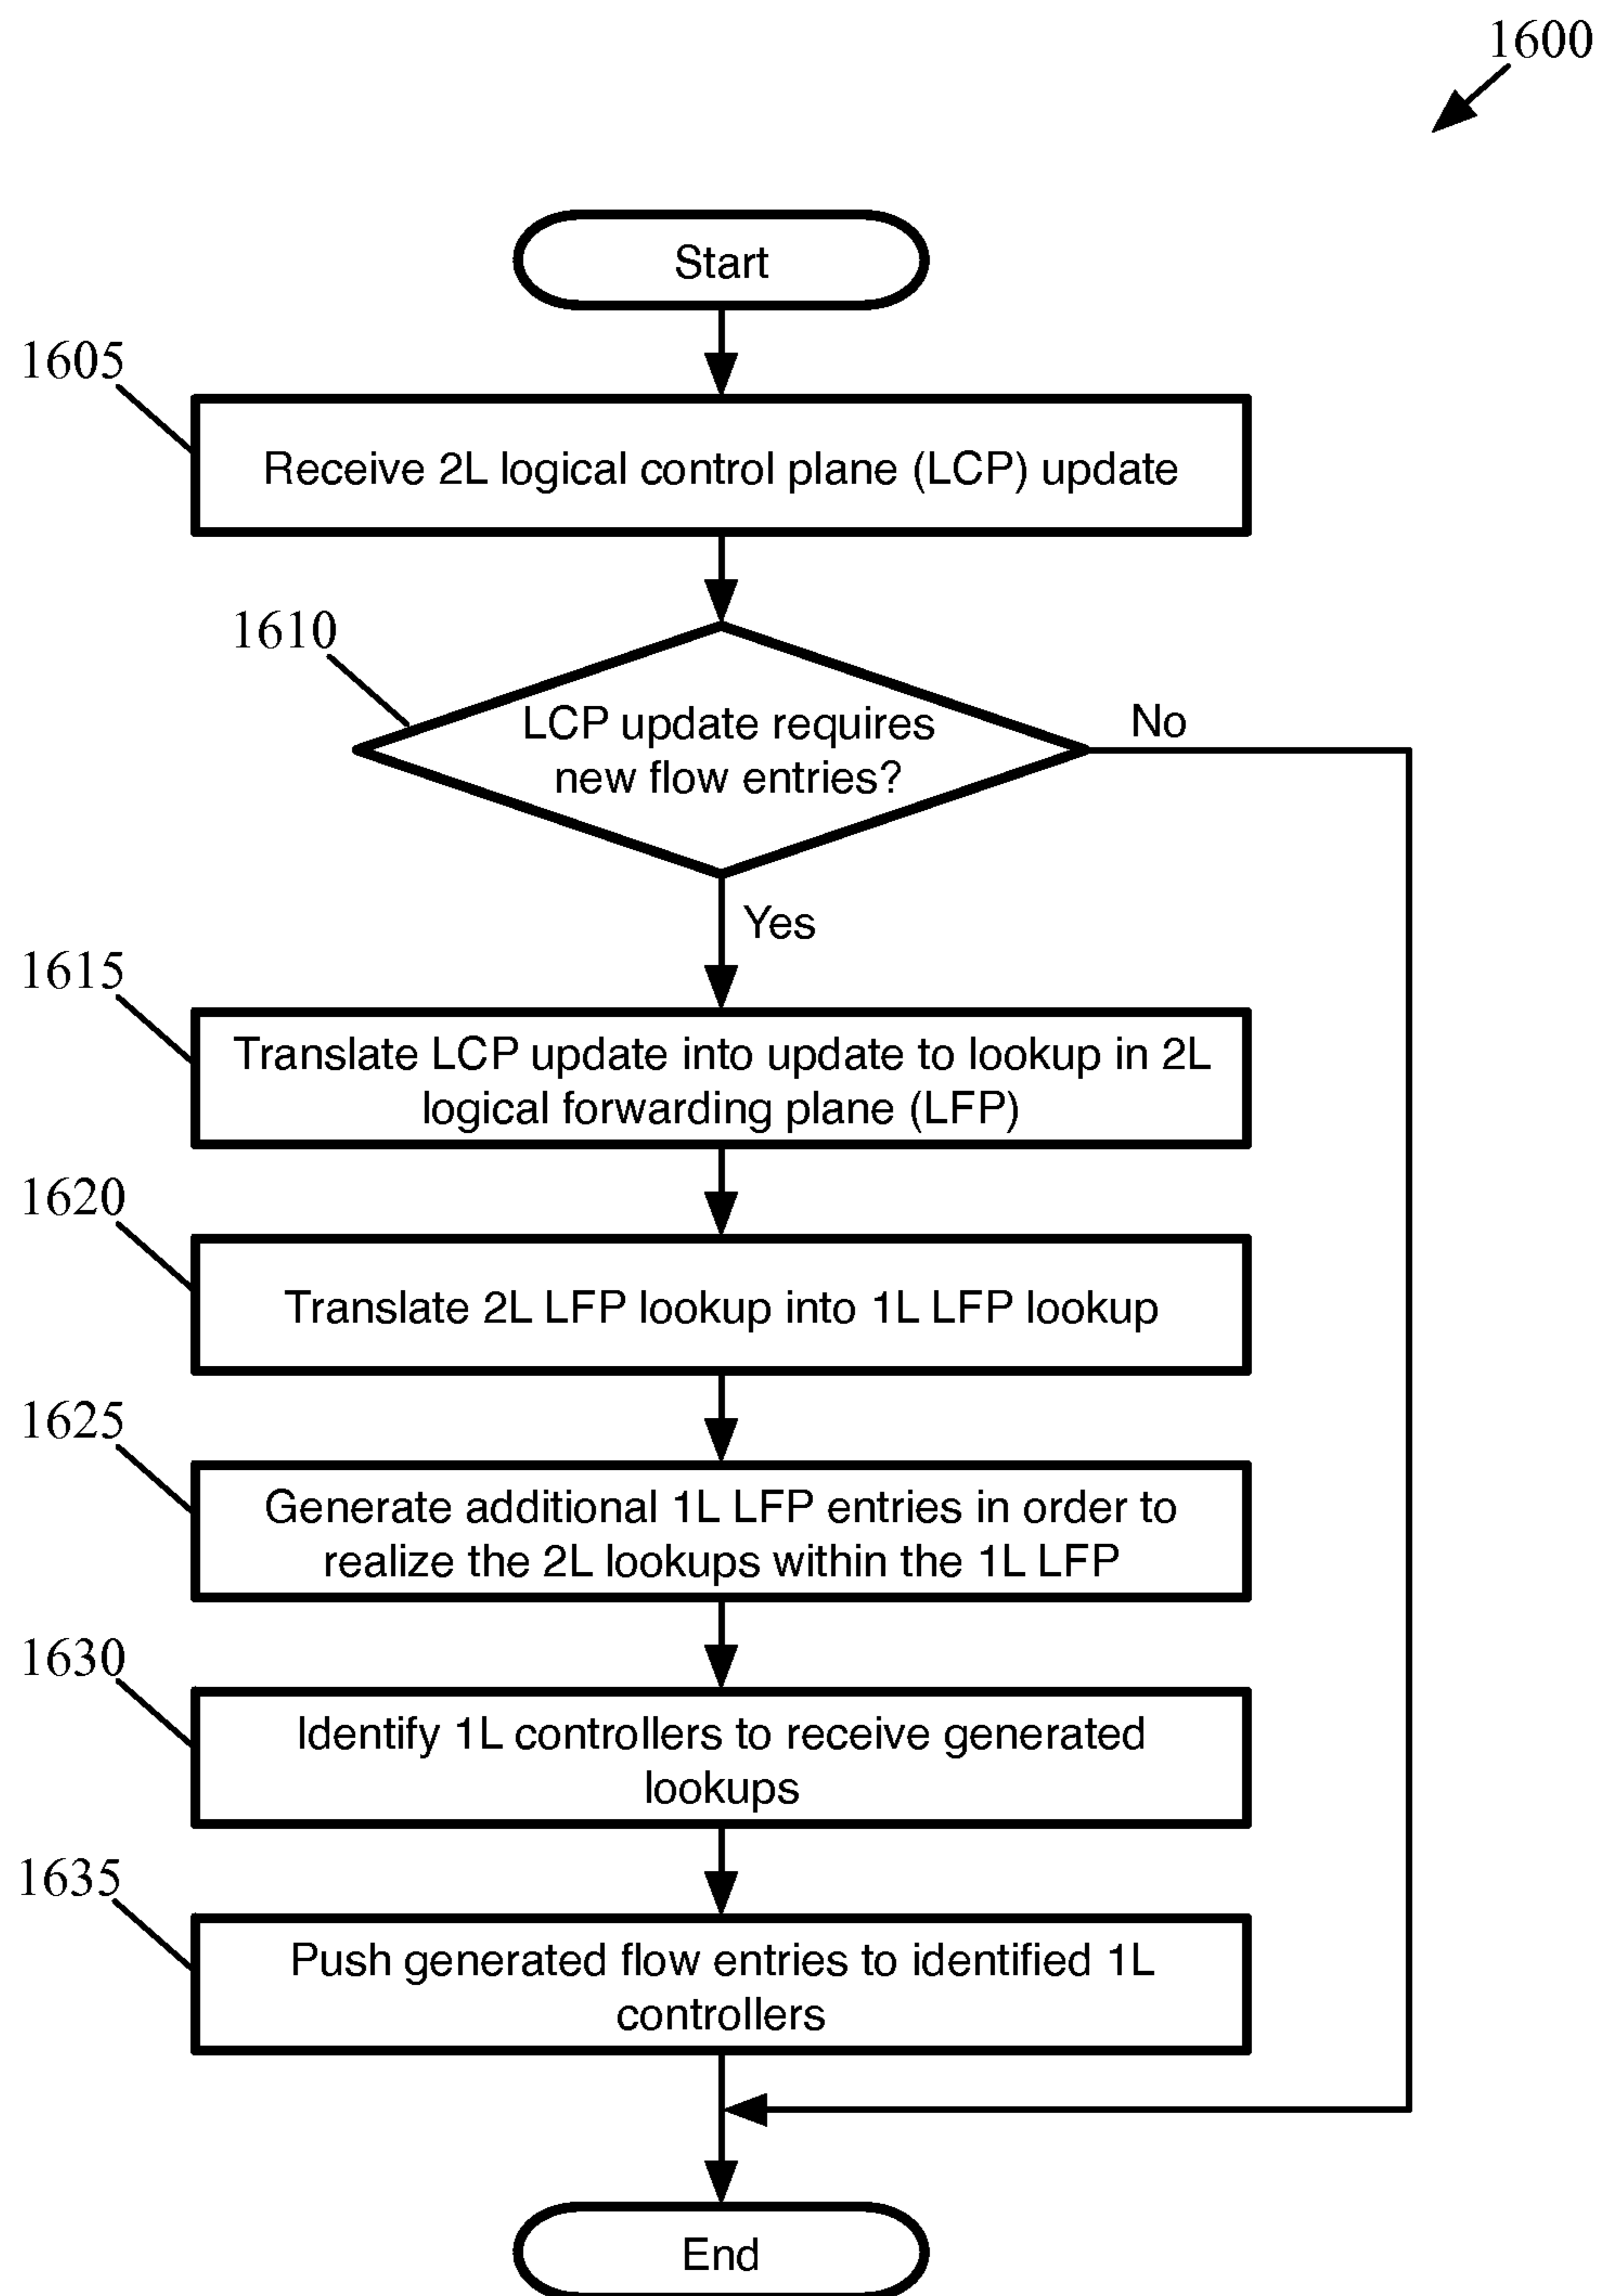 1600
Start
1605
Receive 2L logical control plane (LCP) update
1610
LCP update requires
new flow entries?
No
Yes
1615
Translate LCP update into update to lookup in 2L
logical forwarding plane (LFP)
1620
Translate 2L LFP lookup into 1L LFP lookup
1625
Generate additional 1L LFP entries in order to
realize the 2L lookups within the 1L LFP
1630
Identify 1L controllers to receive generated
lookups
1635
Push generated flow entries to identified 1L
controllers
End